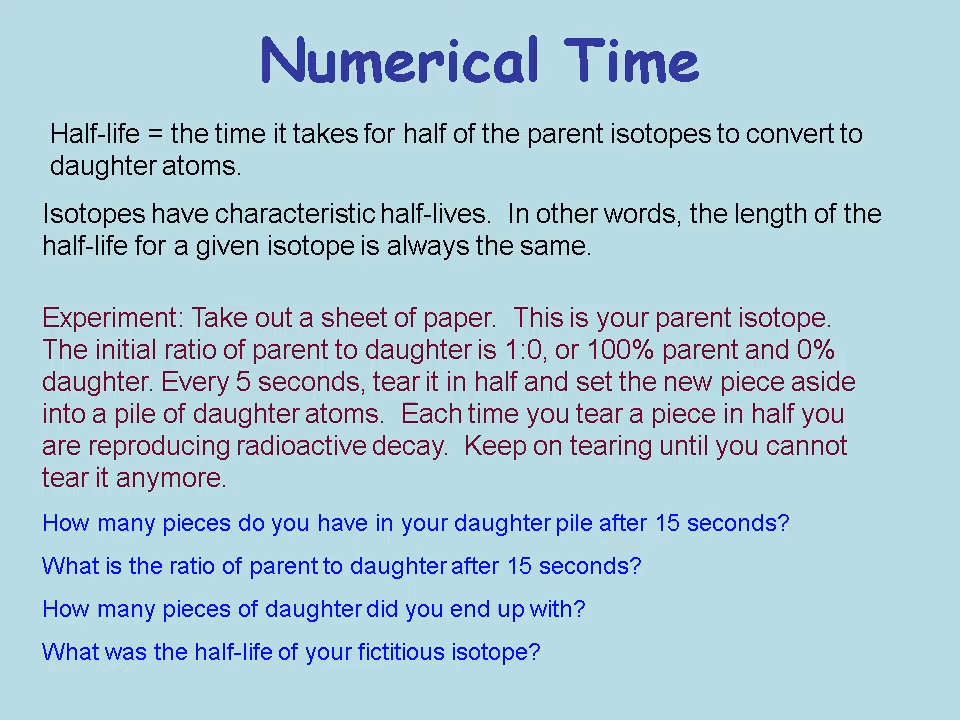 Numerical Time
Half-life = the time it takes for half of the parent isotopes to convert to
daughter atoms.
Isotopes have characteristic half-lives.  In other words, the length of the
half-life for a given isotope is always the same.
Experiment: Take out a sheet of paper.  This is your parent isotope.
The initial ratio of parent to daughter is 1:0, or 100% parent and 0%
daughter. Every 5 seconds, tear it in half and set the new piece aside
into a pile of daughter atoms.  Each time you tear a piece in half you
are reproducing radioactive decay.  Keep on tearing until you cannot
tear it anymore.
How many pieces do you have in your daughter pile after 15 seconds?
What is the ratio of parent to daughter after 15 seconds?
How many pieces of daughter did you end up with?
What was the half-life of your fictitious isotope?